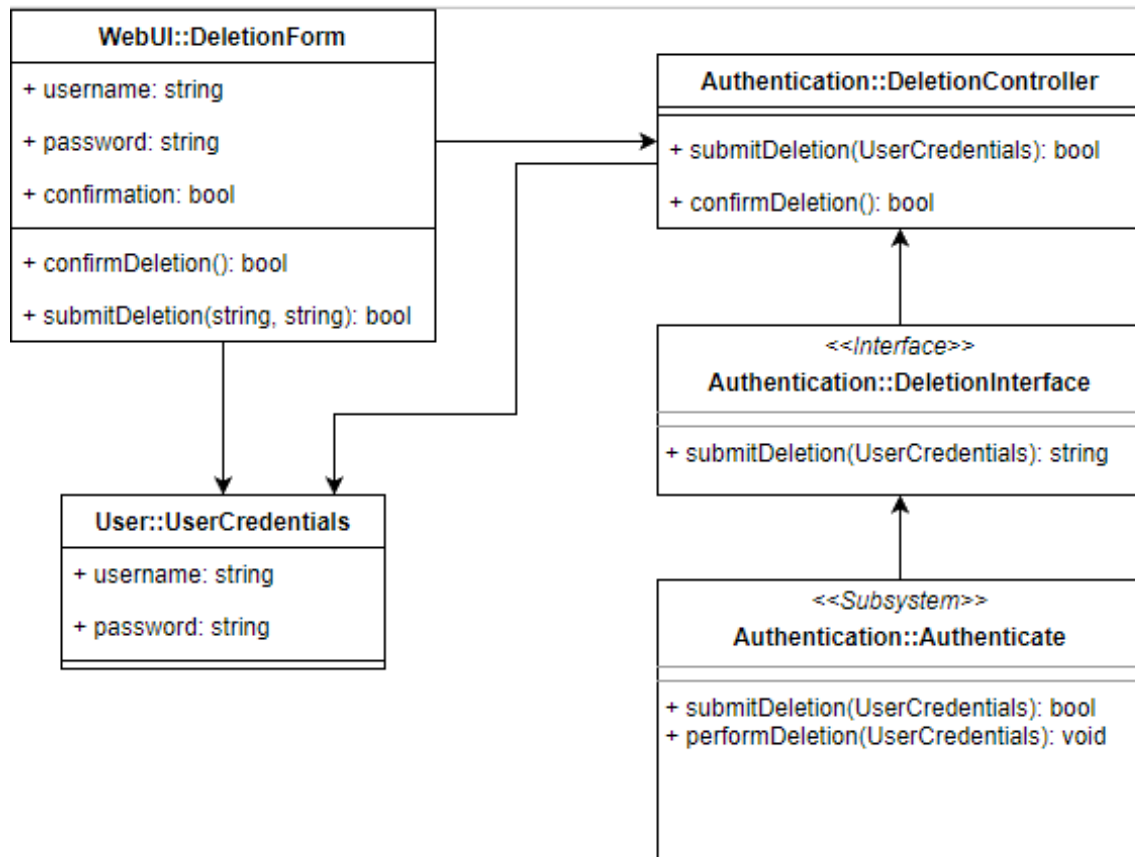 WebUI::DeletionForm
+ username: string
+ password: string
+ confirmation: bool
+ confirmDeletion(): bool
+ submitDeletion(string, string): bool
Authentication::DeletionController
+ submitDeletion(UserCredentials): bool
+ confirmDeletion(): bool
<<Interface>>
Authentication::DeletionInterface
+ submitDeletion(UserCredentials): string
User::UserCredentials
+ username: string
+ password: string
<<Subsystem>>
Authentication::Authenticate
+ submitDeletion(UserCredentials): bool
+ performDeletion(UserCredentials): void